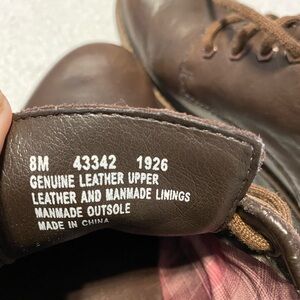 8M 43342 1926
GENUINE LEATHER UPPER
LEATHER AND MANMADE LININGS
MANMADE OUTSOLE
MADE IN CHINA